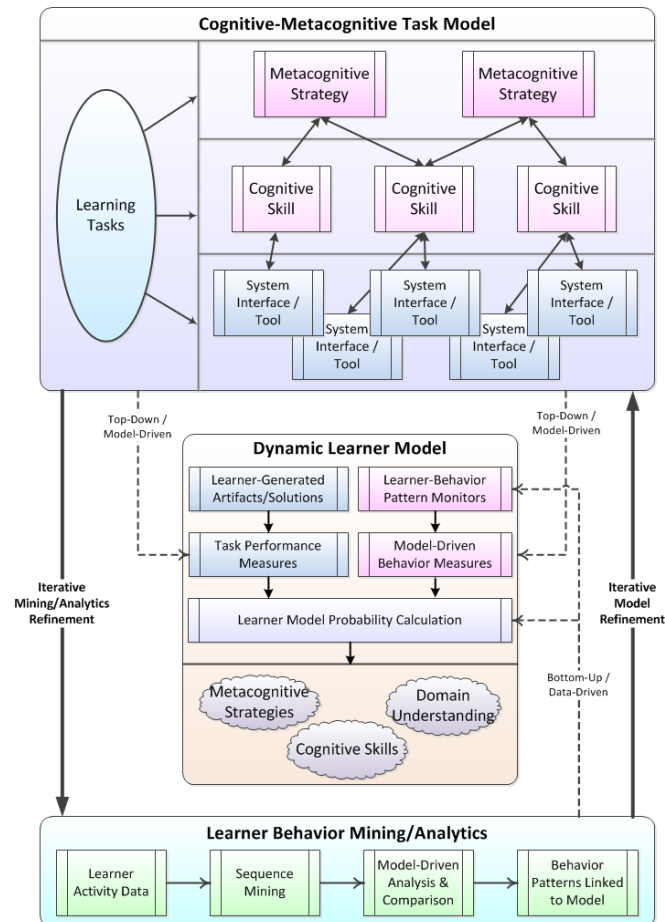 Cognitive-Metacognitive Task Model
Learning
Tasks
Metacognitive
Strategy
Metacognitive
Strategy
Cognitive
Skill
Cognitive
Skill
Cognitive
Skill
System
Interface /
Tool
System
Interface /
Tool
System
Interface /
Tool
System
Interface /
Tool
System
Interface /
Tool
Top-Down /
Model-Driven
Top-Down /
Model-Driven
Dynamic Learner Model
Learner-Generated
Artifacts/Solutions
Learner-Behavior
Pattern Monitors
Task Performance
Measures
Model-Driven
Behavior Measures
Learner Model Probability Calculation
Iterative
Mining/Analytics
Refinement
Iterative
Model
Refinement
Bottom-Up /
Data-Driven
Metacognitive
Strategies
Domain
Understanding
Cognitive Skills
Learner Behavior Mining/Analytics
Learner
Activity Data
Sequence
Mining
Model-Driven
Analysis &
Comparison
Behavior
Patterns Linked
to Model